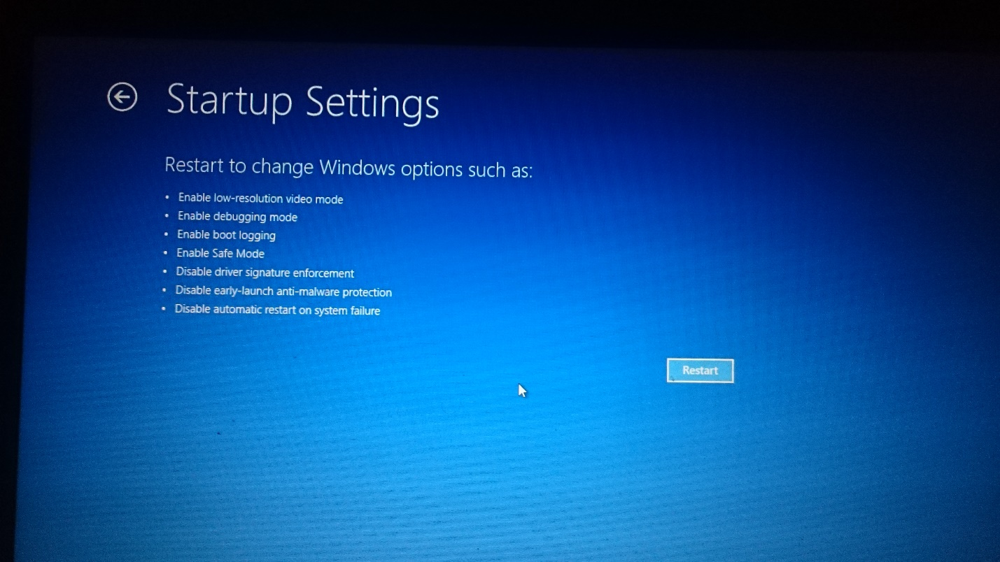 Startup Settings
Restart to change Windows options such as:
• Enable low-resolution video mode
• Enable debugging mode
• Enable boot logging
• Enable Safe Mode
• Disable driver signature enforcement
• Disable early-launch anti-malware protection
• Disable automatic restart on system failure
Restart